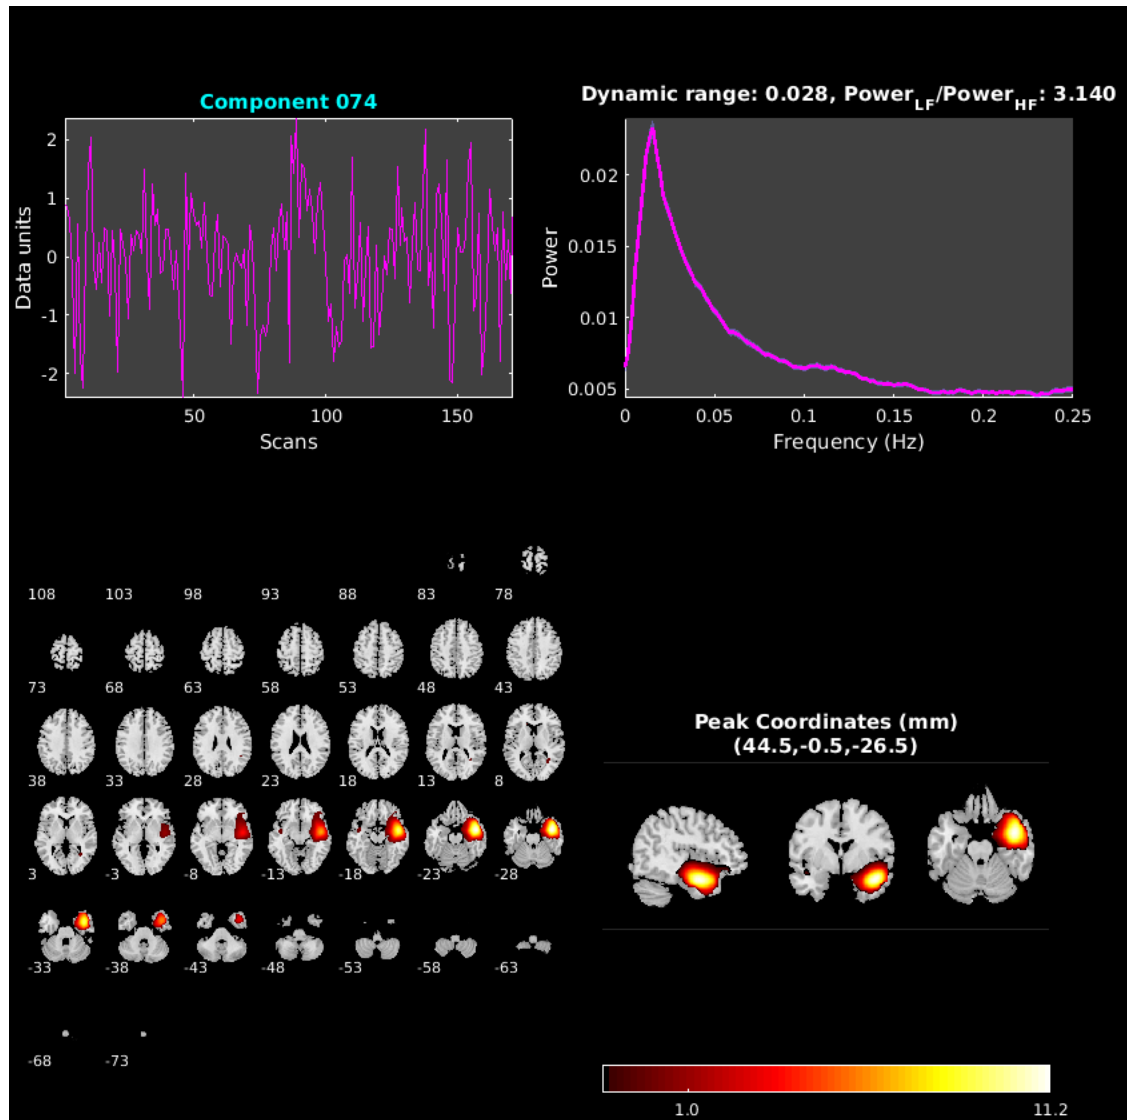 Component 074
Dynamic range: 0.028, Power_LF/Power_HF: 3.140
2
1
0
-1
-2
Data units
50
100
150
Scans
0.02
0.015
0.01
0.005
Power
0
0.05
0.1
0.15
0.2
0.25
Frequency (Hz)
108 103 98 93 88 83 78
73 68 63 58 53 48 43
38 33 28 23 18 13 8
3 -3 -8 -13 -18 -23 -28
-33 -38 -43 -48 -53 -58 -63
-68 -73
Peak Coordinates (mm)
(44.5,-0.5,-26.5)
1.0 11.2